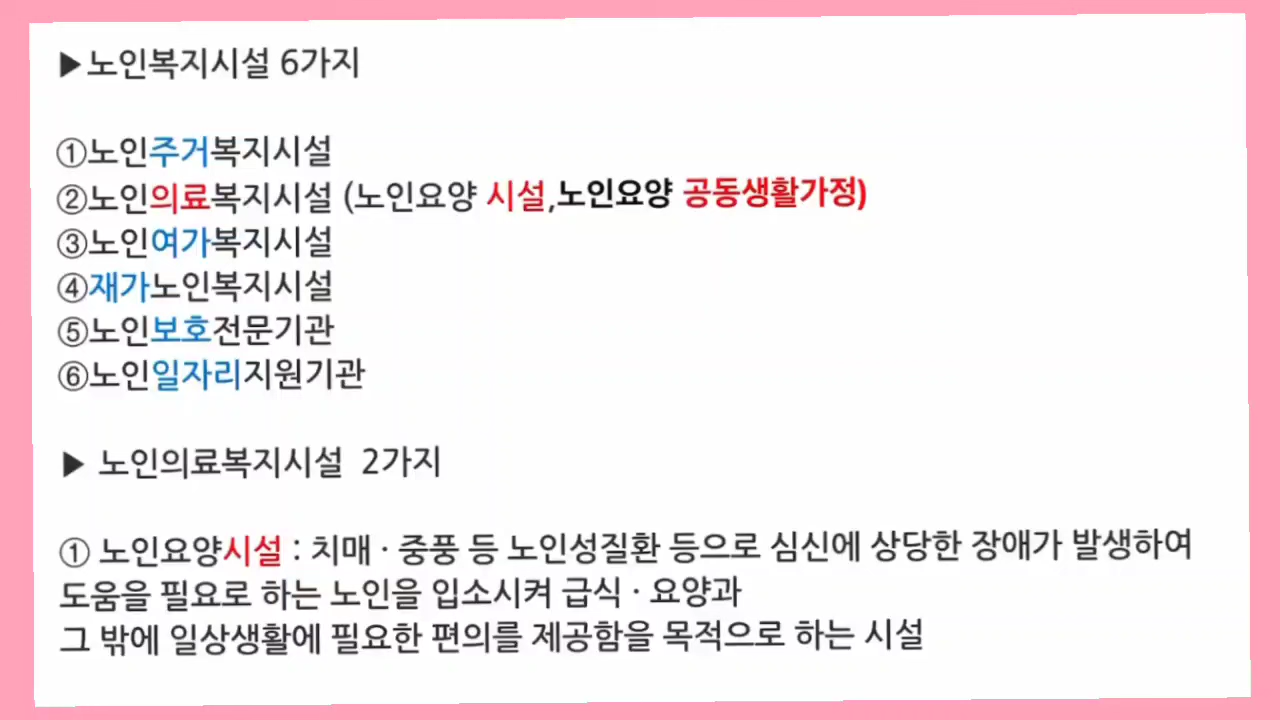 ▶노인복지시설 6가지
①노인주거복지시설
②노인의료복지시설 (노인요양 시설,노인요양 공동생활가정)
③노인여가복지시설
④재가노인복지시설
⑤노인보호전문기관
⑥노인일자리지원기관
▶ 노인의료복지시설 2가지
① 노인요양시설 : 치매 · 중풍 등 노인성질환 등으로 심신에 상당한 장애가 발생하여
도움을 필요로 하는 노인을 입소시켜 급식 · 요양과
그 밖에 일상생활에 필요한 편의를 제공함을 목적으로 하는 시설